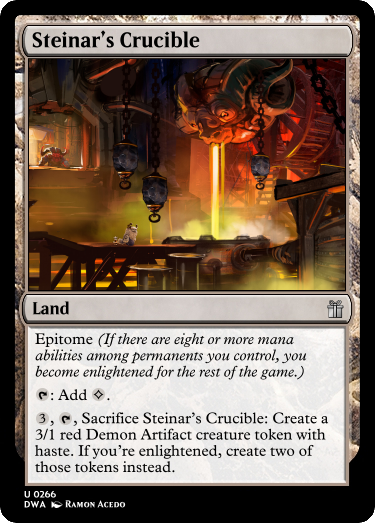 Steinar's Crucible
Land
Epitome (If there are eight or more mana
abilities among permanents you control, you
become enlightened for the rest of the game.)
: Add .
3, , Sacrifice Steinar's Crucible: Create a
3/1 red Demon Artifact creature token with
haste. If you're enlightened, create two of
those tokens instead.
U 0266
DWA Ramon Acedo